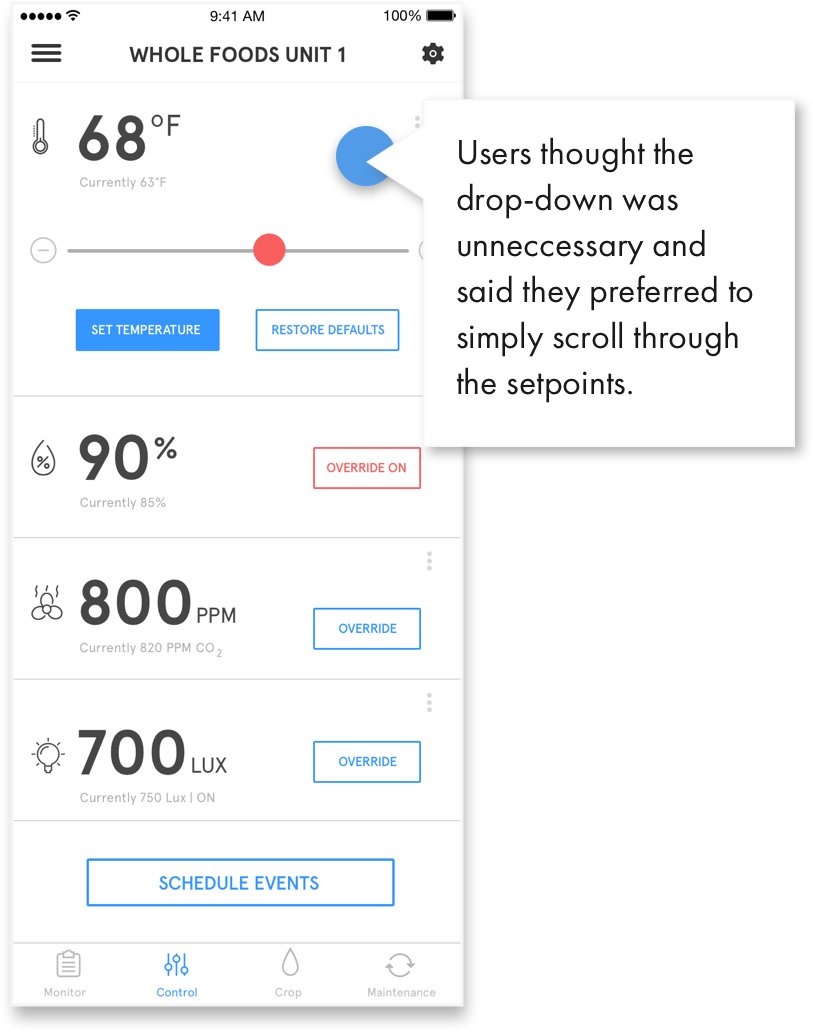 9:41 AM
100%
WHOLE FOODS UNIT 1
68°F
Currently 63°F
Users thought the
drop-down was
unneccessary and
said they preferred to
simply scroll through
the setpoints.
SET TEMPERATURE
RESTORE DEFAULTS
90%
%
Currently 85%
OVERRIDE ON
800 PPM
Currently 820 PPM CO2
OVERRIDE
700 LUX
Currently 750 Lux | ON
OVERRIDE
SCHEDULE EVENTS
Monitor
Control
Crop
Maintenance